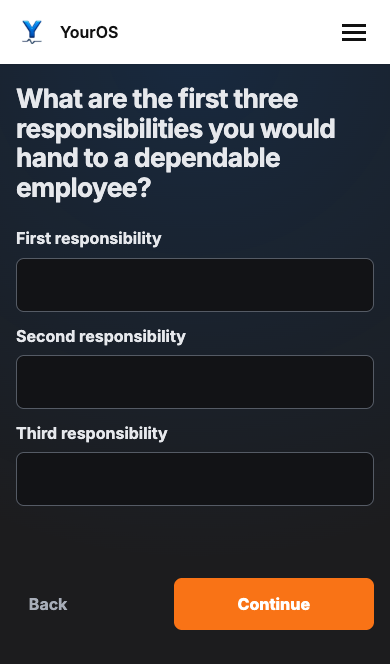 YourOS
What are the first three
responsibilities you would
hand to a dependable
employee?
First responsibility
Second responsibility
Third responsibility
Back
Continue